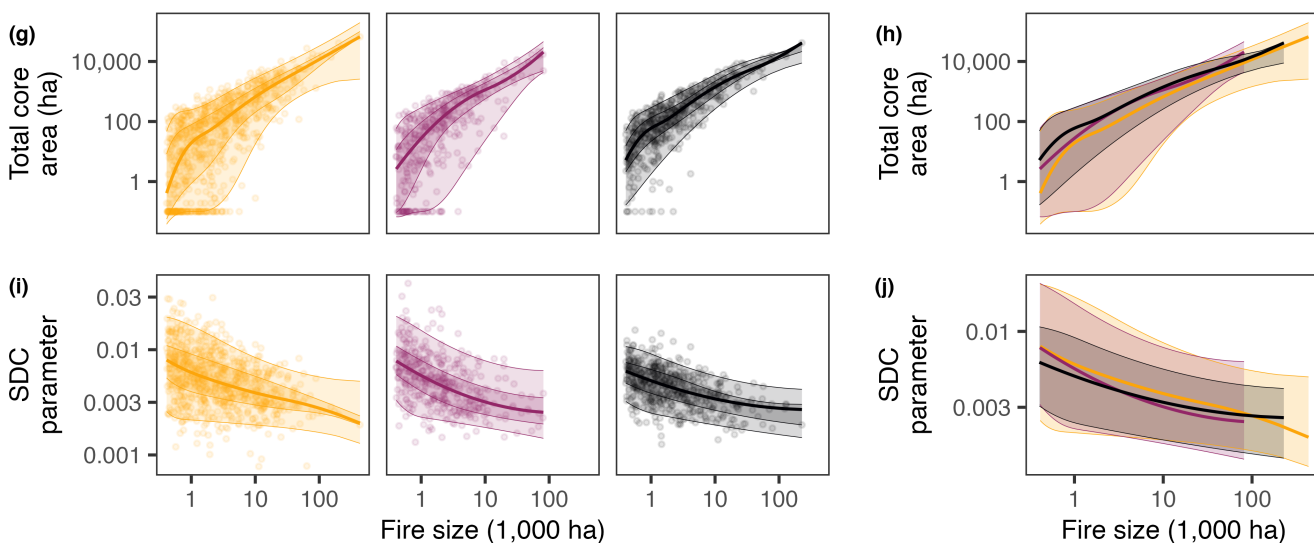 (g)
Total core
area (ha)
10,000
100
1
(h)
Total core
area (ha)
10,000
100
1
(i)
SDC
parameter
0.03
0.01
0.003
0.001
1 10 100
1 10 100
1 10 100
Fire size (1,000 ha)
(j)
SDC
parameter
0.01
0.003
1 10 100
Fire size (1,000 ha)